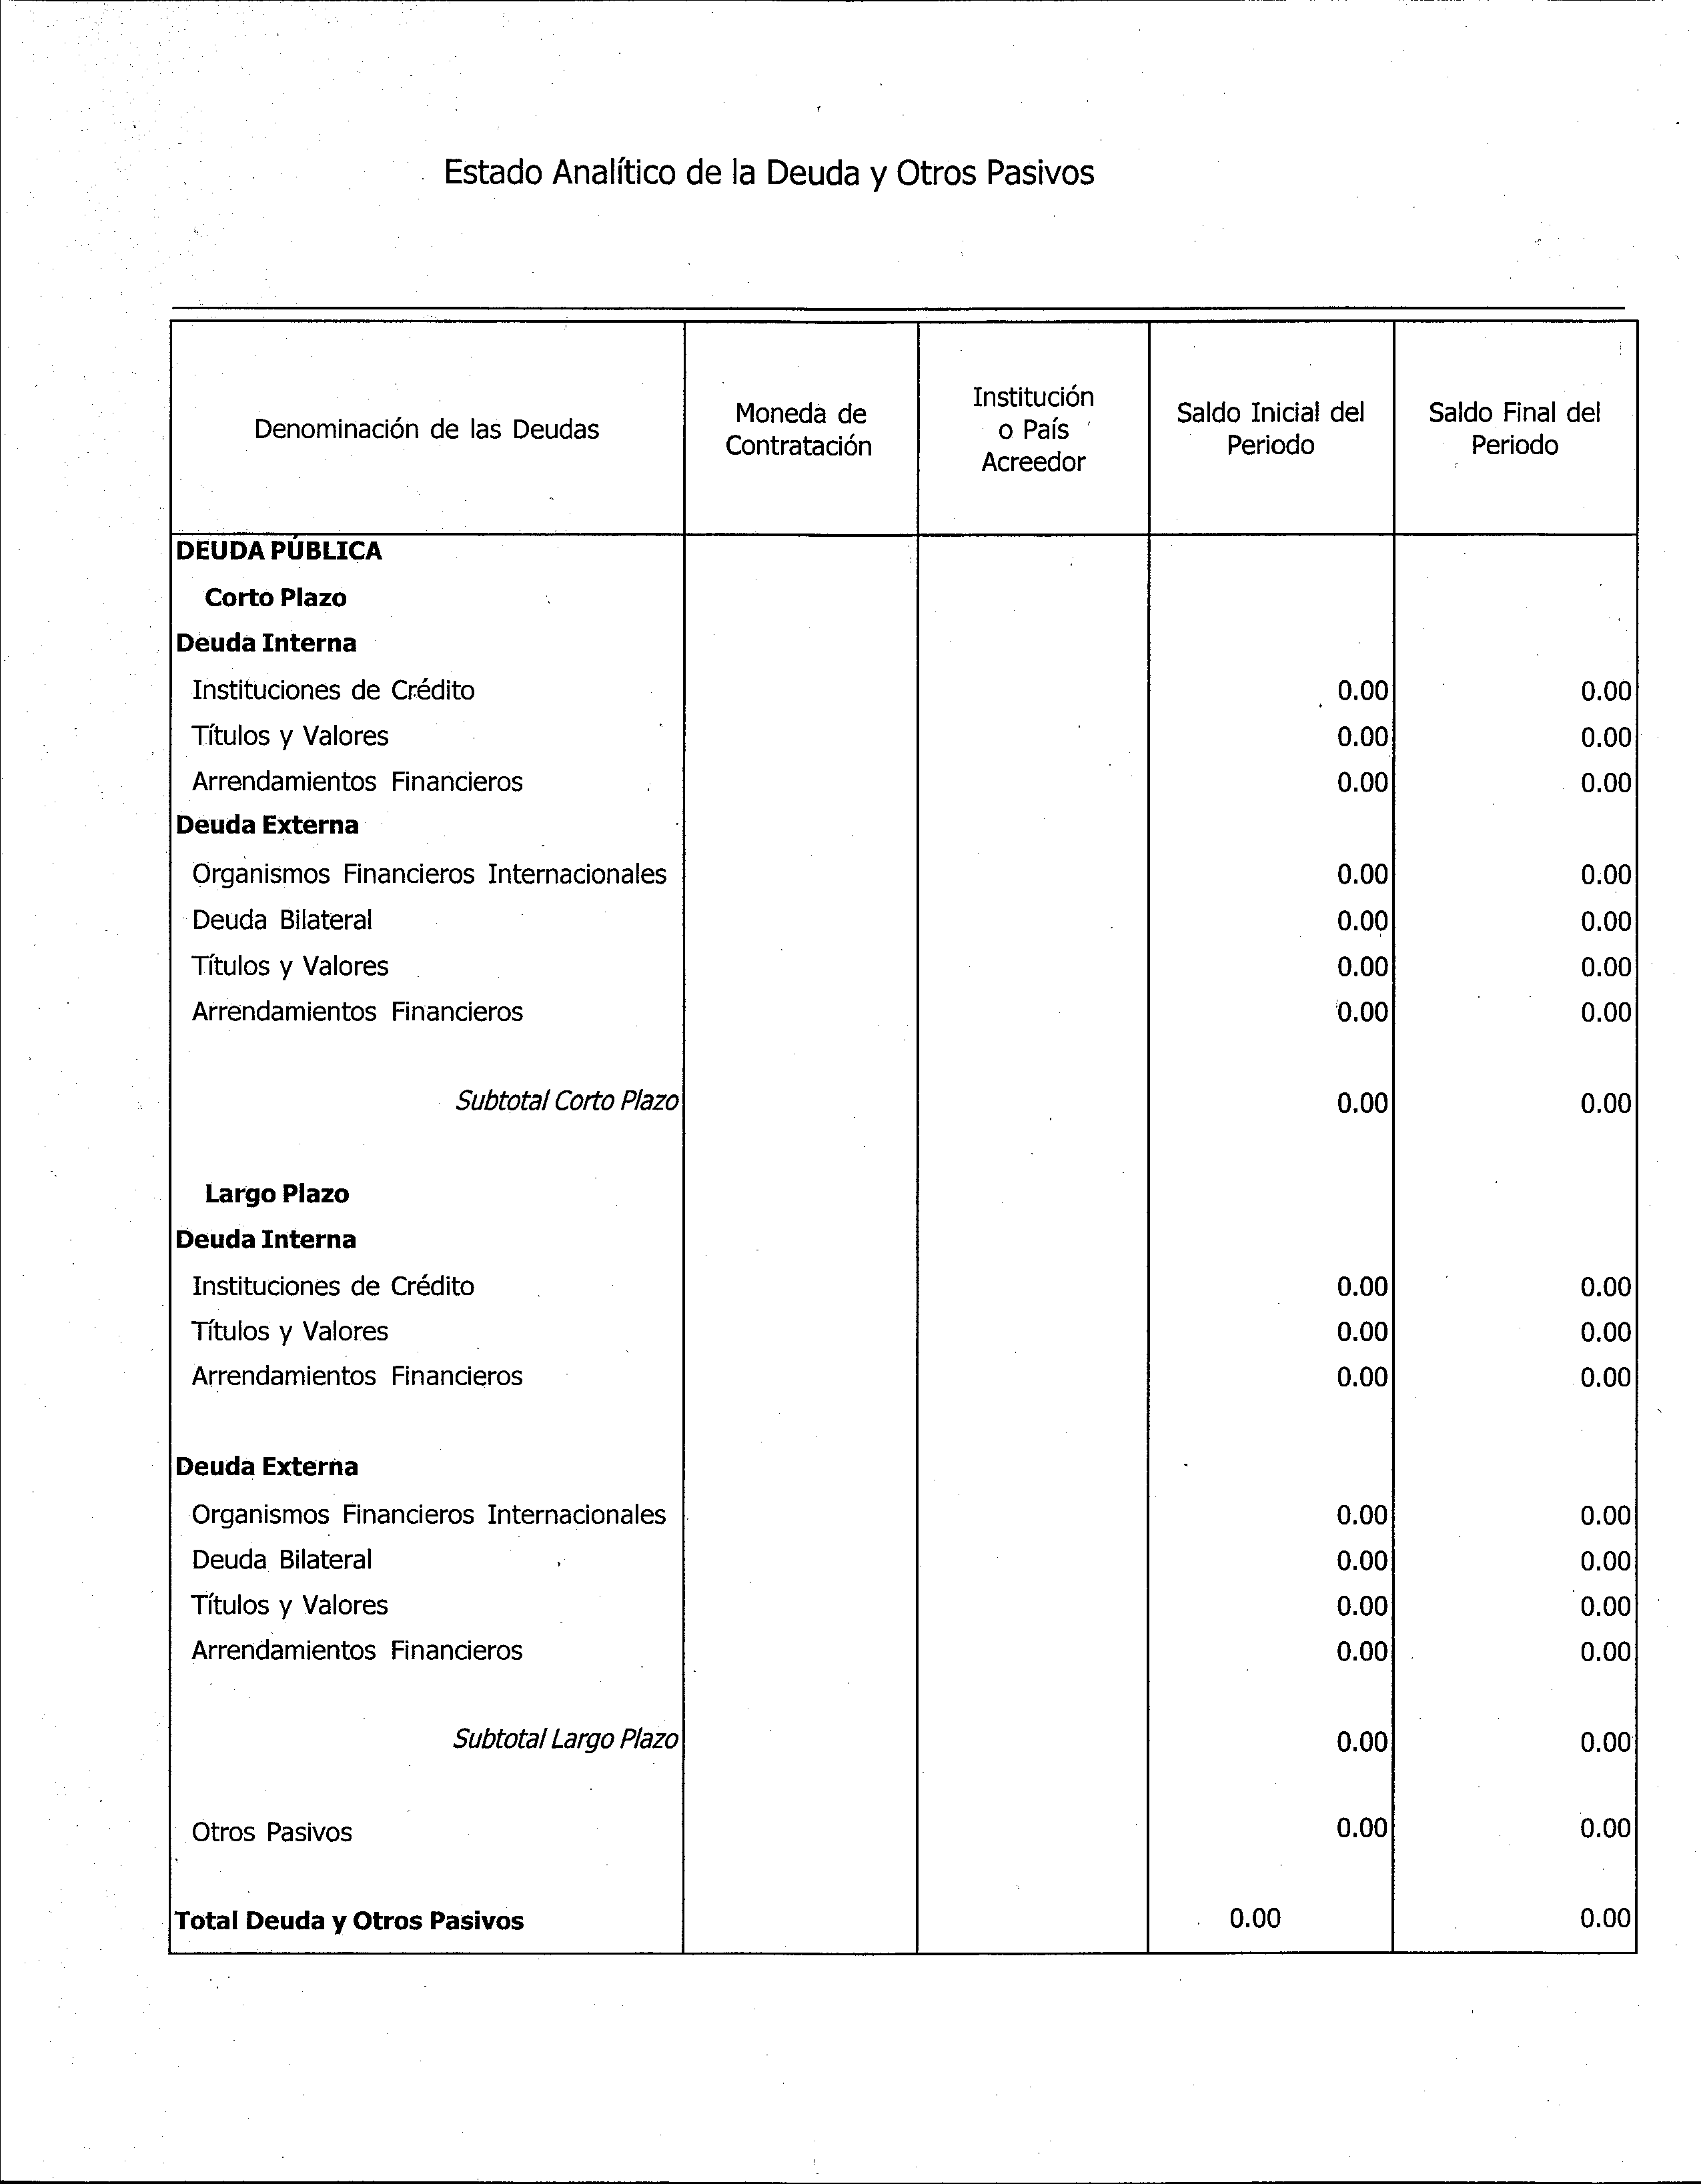 Estado Analítico de la Deuda y Otros Pasivos
Denominación de las Deudas
Moneda de
Contratación
Institución
o País
Acreedor
Saldo Inicial del
Periodo
Saldo Final del
Periodo
DEUDA PÚBLICA
Corto Plazo
Deuda Interna
Instituciones de Crédito 0.00 0.00
Títulos y Valores 0.00 0.00
Arrendamientos Financieros 0.00 0.00
Deuda Externa
Organismos Financieros Internacionales 0.00 0.00
Deuda Bilateral 0.00 0.00
Títulos y Valores 0.00 0.00
Arrendamientos Financieros 0.00 0.00
Subtotal Corto Plazo 0.00 0.00
Largo Plazo
Deuda Interna
Instituciones de Crédito 0.00 0.00
Títulos y Valores 0.00 0.00
Arrendamientos Financieros 0.00 0.00
Deuda Externa
Organismos Financieros Internacionales 0.00 0.00
Deuda Bilateral 0.00 0.00
Títulos y Valores 0.00 0.00
Arrendamientos Financieros 0.00 0.00
Subtotal Largo Plazo 0.00 0.00
Otros Pasivos 0.00 0.00
Total Deuda y Otros Pasivos 0.00 0.00